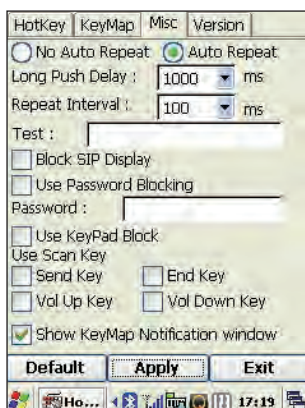 HotKey KeyMap Misc Version
No Auto Repeat Auto Repeat
Long Push Delay : 1000 ms
Repeat Interval : 100 ms
Test :
Block SIP Display
Use Password Blocking
Password :
Use KeyPad Block
Use Scan Key
Send Key End Key
Vol Up Key Vol Down Key
Show KeyMap Notification window
Default Apply Exit
Ho... 17:19